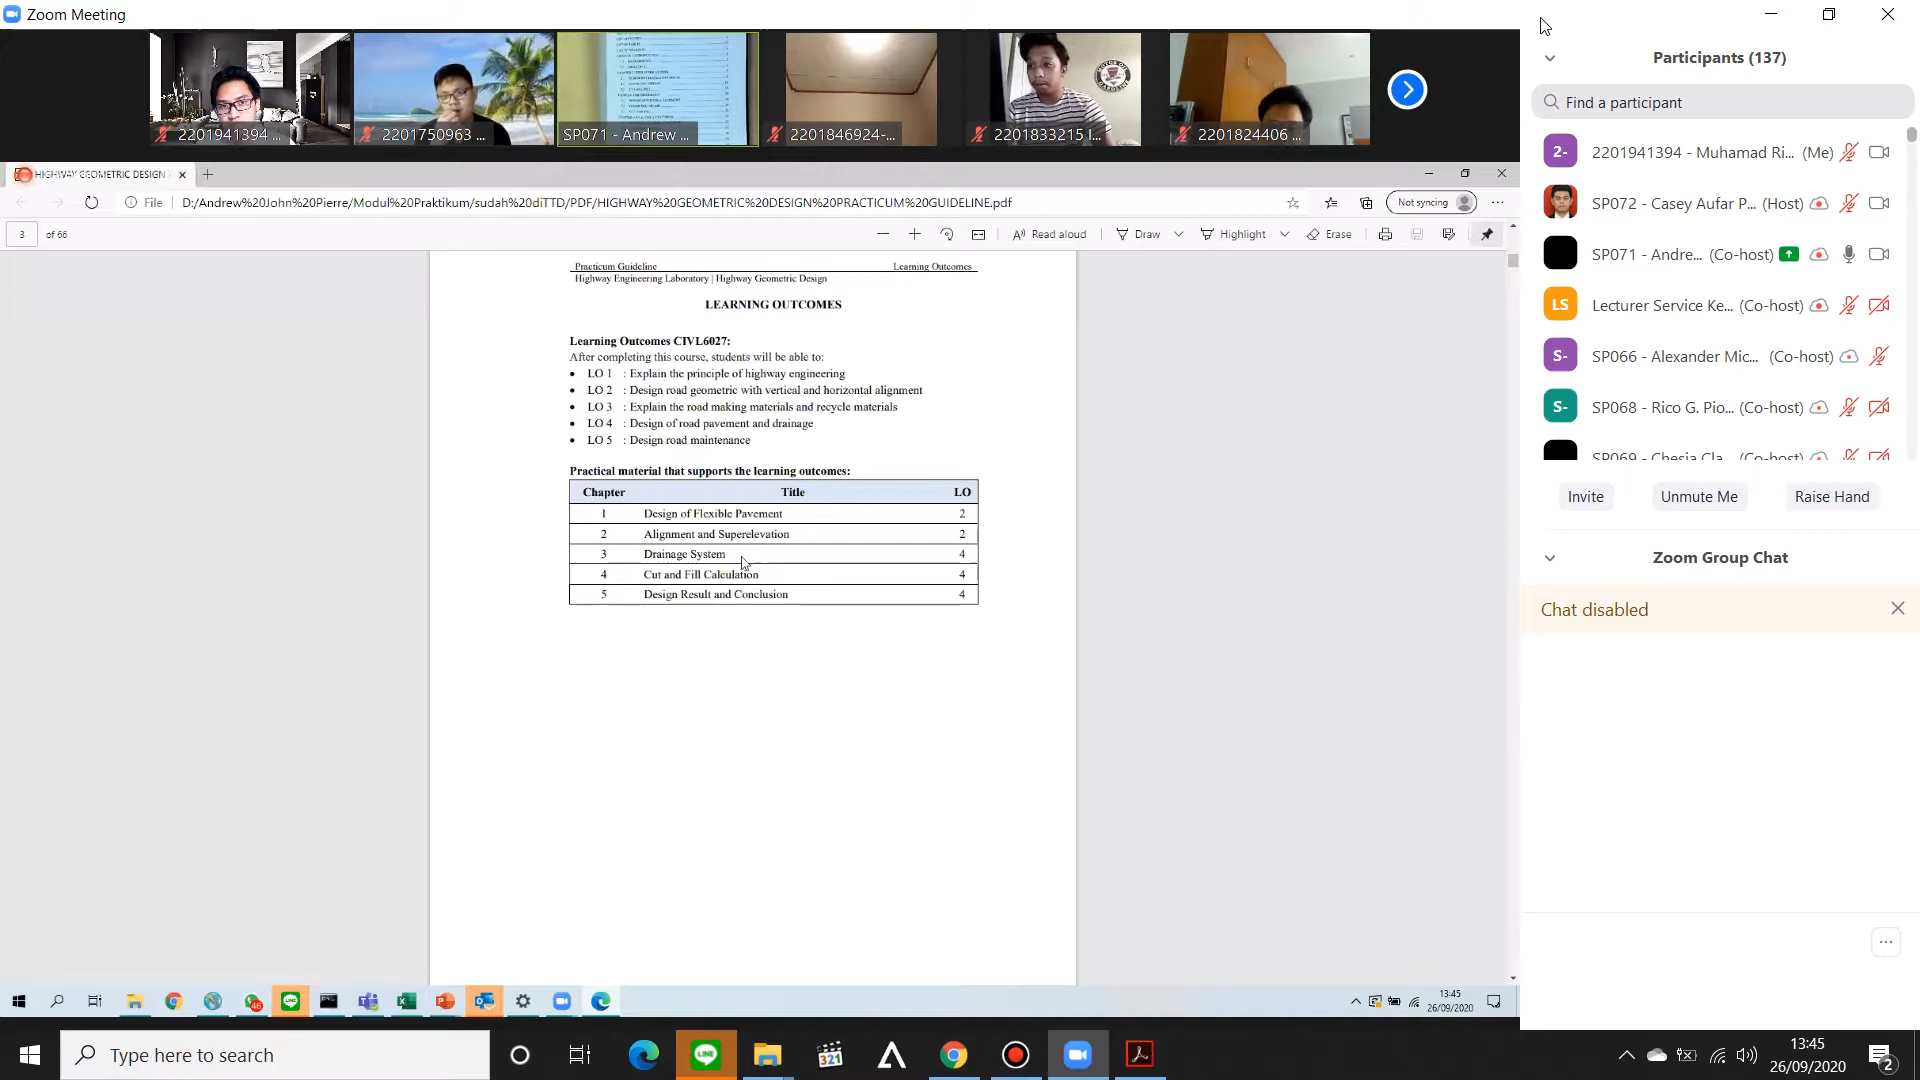 Zoom Meeting
2201941394 ...
2201750963 ...
SP071 - Andrew ...
2201846924-...
2201833215 I...
2201824406 ...
Participants (137)
Find a participant
2- 2201941394 - Muhamad Ri... (Me)
SP072 - Casey Aufar P... (Host)
SP071 - Andre... (Co-host)
LS Lecturer Service Ke... (Co-host)
S- SP066 - Alexander Mic... (Co-host)
S- SP068 - Rico G. Pio... (Co-host)
SP069 - Chesia Cla... (Co-host)
Invite Unmute Me Raise Hand
Zoom Group Chat
Chat disabled
HIGHWAY GEOMETRIC DESIGN
File D:/Andrew%20John%20Pierre/Modul%20Praktikum/sudah%20diTTD/PDF/HIGHWAY%20GEOMETRIC%20DESIGN%20PRACTICUM%20GUIDELINE.pdf Not syncing
3 of 66 Read aloud Draw Highlight Erase
Practicum Guideline Learning Outcomes
Highway Engineering Laboratory | Highway Geometric Design
LEARNING OUTCOMES
Learning Outcomes CIVL6027:
After completing this course, students will be able to:
• LO 1 : Explain the principle of highway engineering
• LO 2 : Design road geometric with vertical and horizontal alignment
• LO 3 : Explain the road making materials and recycle materials
• LO 4 : Design of road pavement and drainage
• LO 5 : Design road maintenance
Practical material that supports the learning outcomes:
Chapter Title LO
1 Design of Flexible Pavement 2
2 Alignment and Superelevation 2
3 Drainage System 4
4 Cut and Fill Calculation 4
5 Design Result and Conclusion 4
46
13:45
26/09/2020
Type here to search
321
13:45
26/09/2020
2